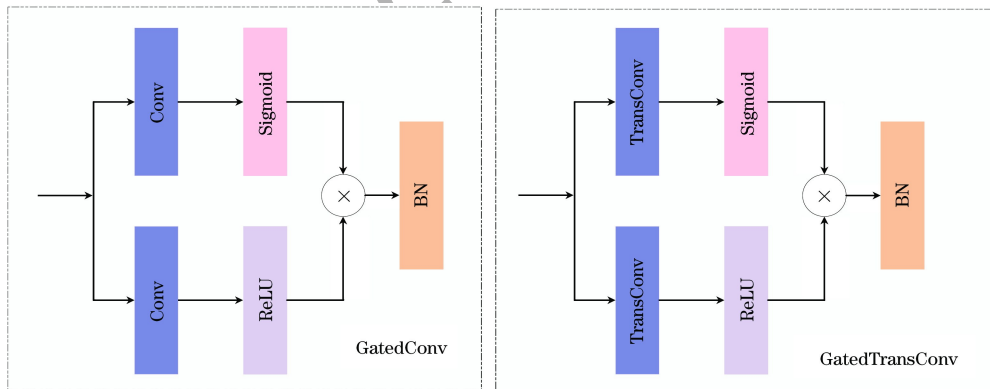 Conv
Sigmoid
×
BN
Conv
ReLU
GatedConv
TransConv
Sigmoid
×
BN
TransConv
ReLU
GatedTransConv